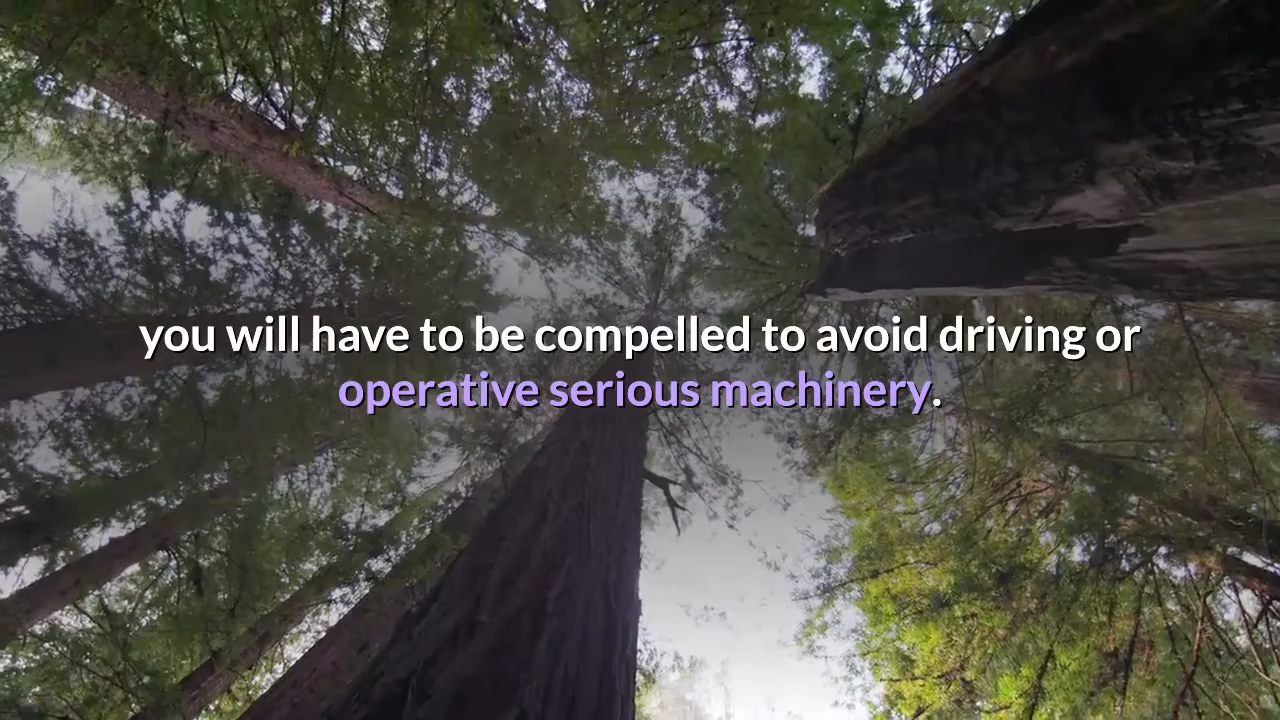 you will have to be compelled to avoid driving or
operative serious machinery.